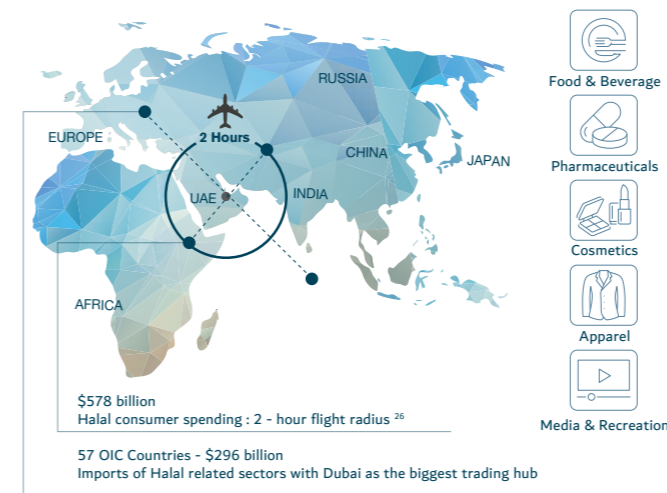 RUSSIA
2 Hours
EUROPE
CHINA
JAPAN
UAE
INDIA
AFRICA
$578 billion
Halal consumer spending : 2 - hour flight radius 26
57 OIC Countries - $296 billion
Imports of Halal related sectors with Dubai as the biggest trading hub
Food & Beverage
Pharmaceuticals
Cosmetics
Apparel
Media & Recreation